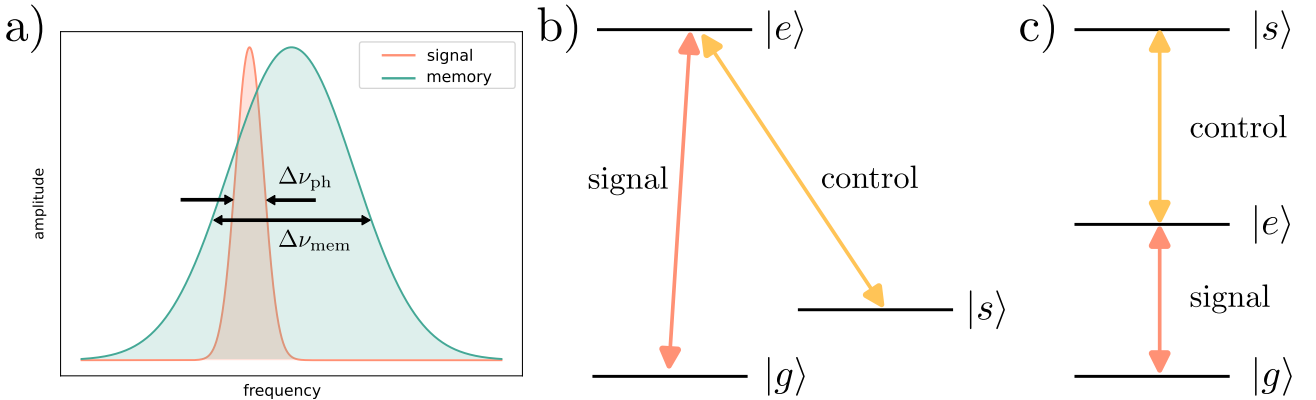 a)
signal
memory
Δν_ph
Δν_mem
amplitude
frequency
b)
|e⟩
signal
control
|s⟩
|g⟩
c)
|s⟩
control
|e⟩
signal
|g⟩